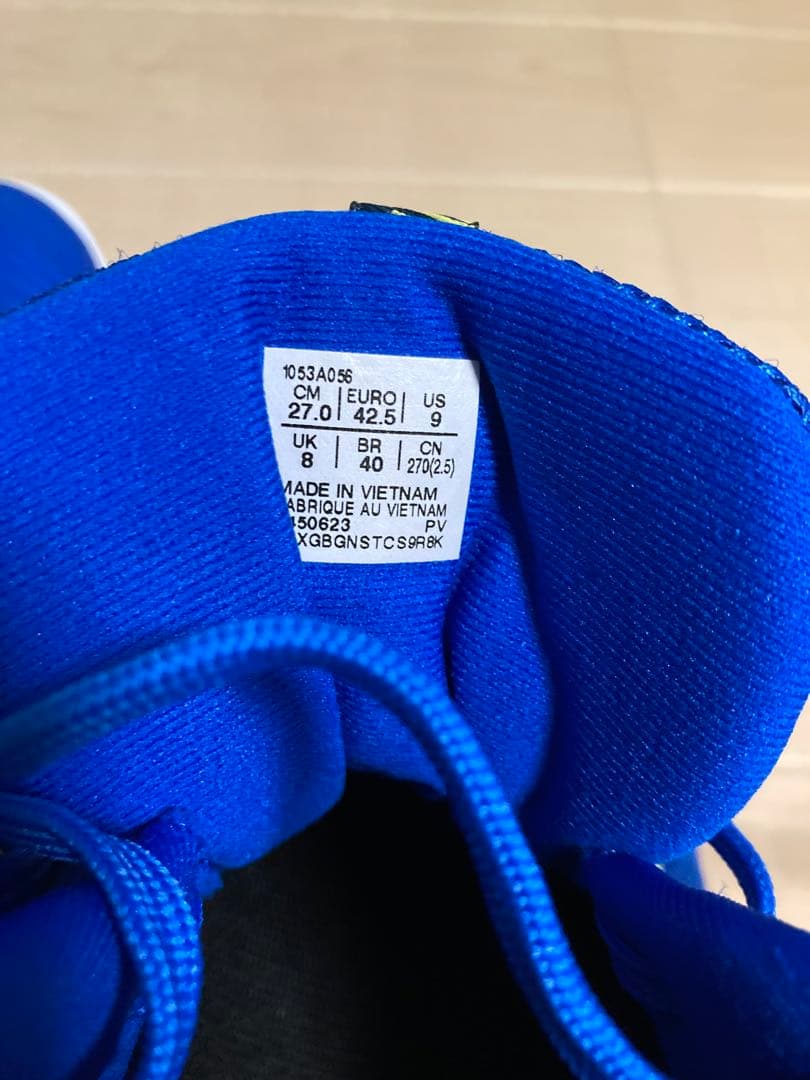 1053A056
CM EURO US
27.0 42.5 9
UK BR CN
8 40 270(2.5)
MADE IN VIETNAM
ABRIQUE AU VIETNAM
50623 PV
XGBGNSTCS9R8K